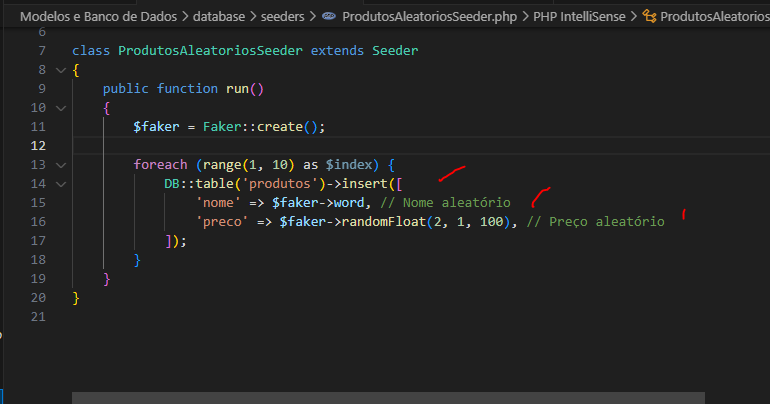 Modelos e Banco de Dados > database > seeders > ProdutosAleatoriosSeeder.php > PHP IntelliSense > ProdutosAleatorios
6
7 class ProdutosAleatoriosSeeder extends Seeder
8 {
9 public function run()
10 {
11 $faker = Faker::create();
12
13 foreach (range(1, 10) as $index) {
14 DB::table('produtos')->insert([
15 'nome' => $faker->word, // Nome aleatório
16 'preco' => $faker->randomFloat(2, 1, 100), // Preço aleatório
17 ]);
18 }
19 }
20 }
21